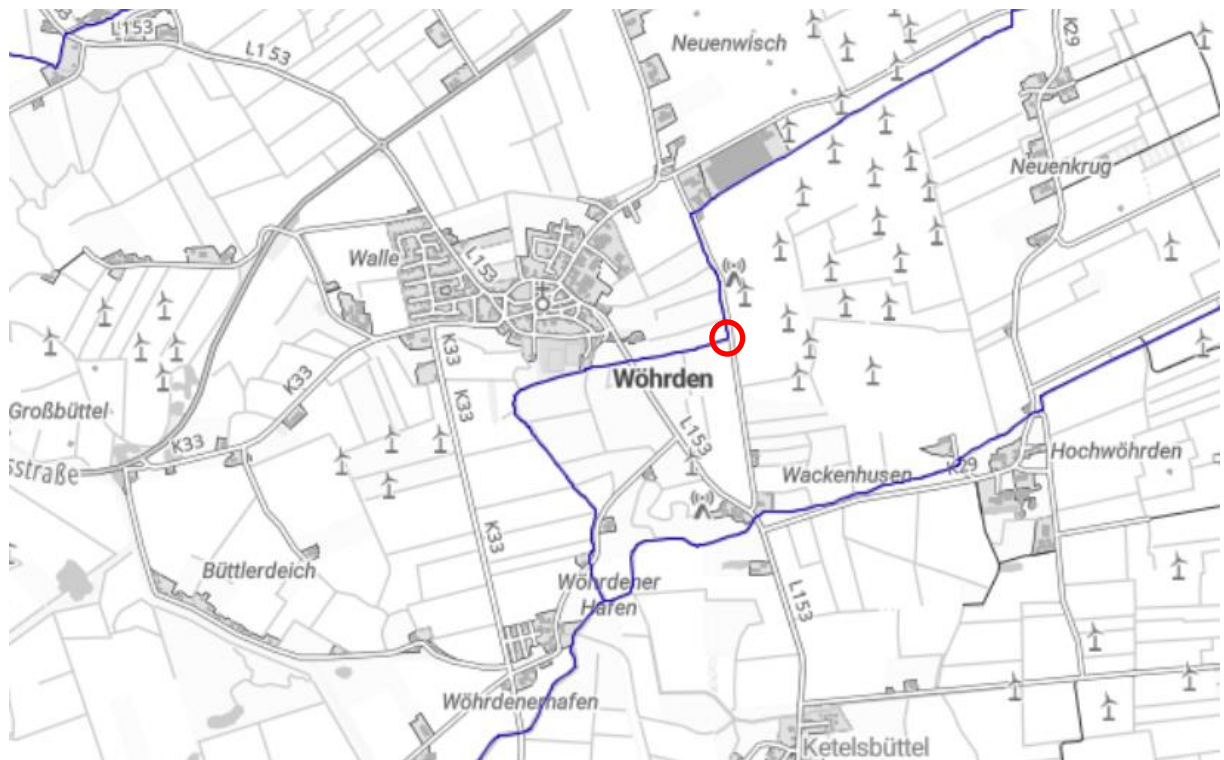 L153
L153
K29
Neuenwisch
Neuenkrug
Walle
L153
K33
Wöhrden
K33
K33
Großbüttel
K33
L153
sstraße
Hochwöhrden
Wackenhusen
K29
K33
Büttlerdeich
Wöhrdener
Hafen
L153
Wöhrdenerhafen
Ketelsbüttel